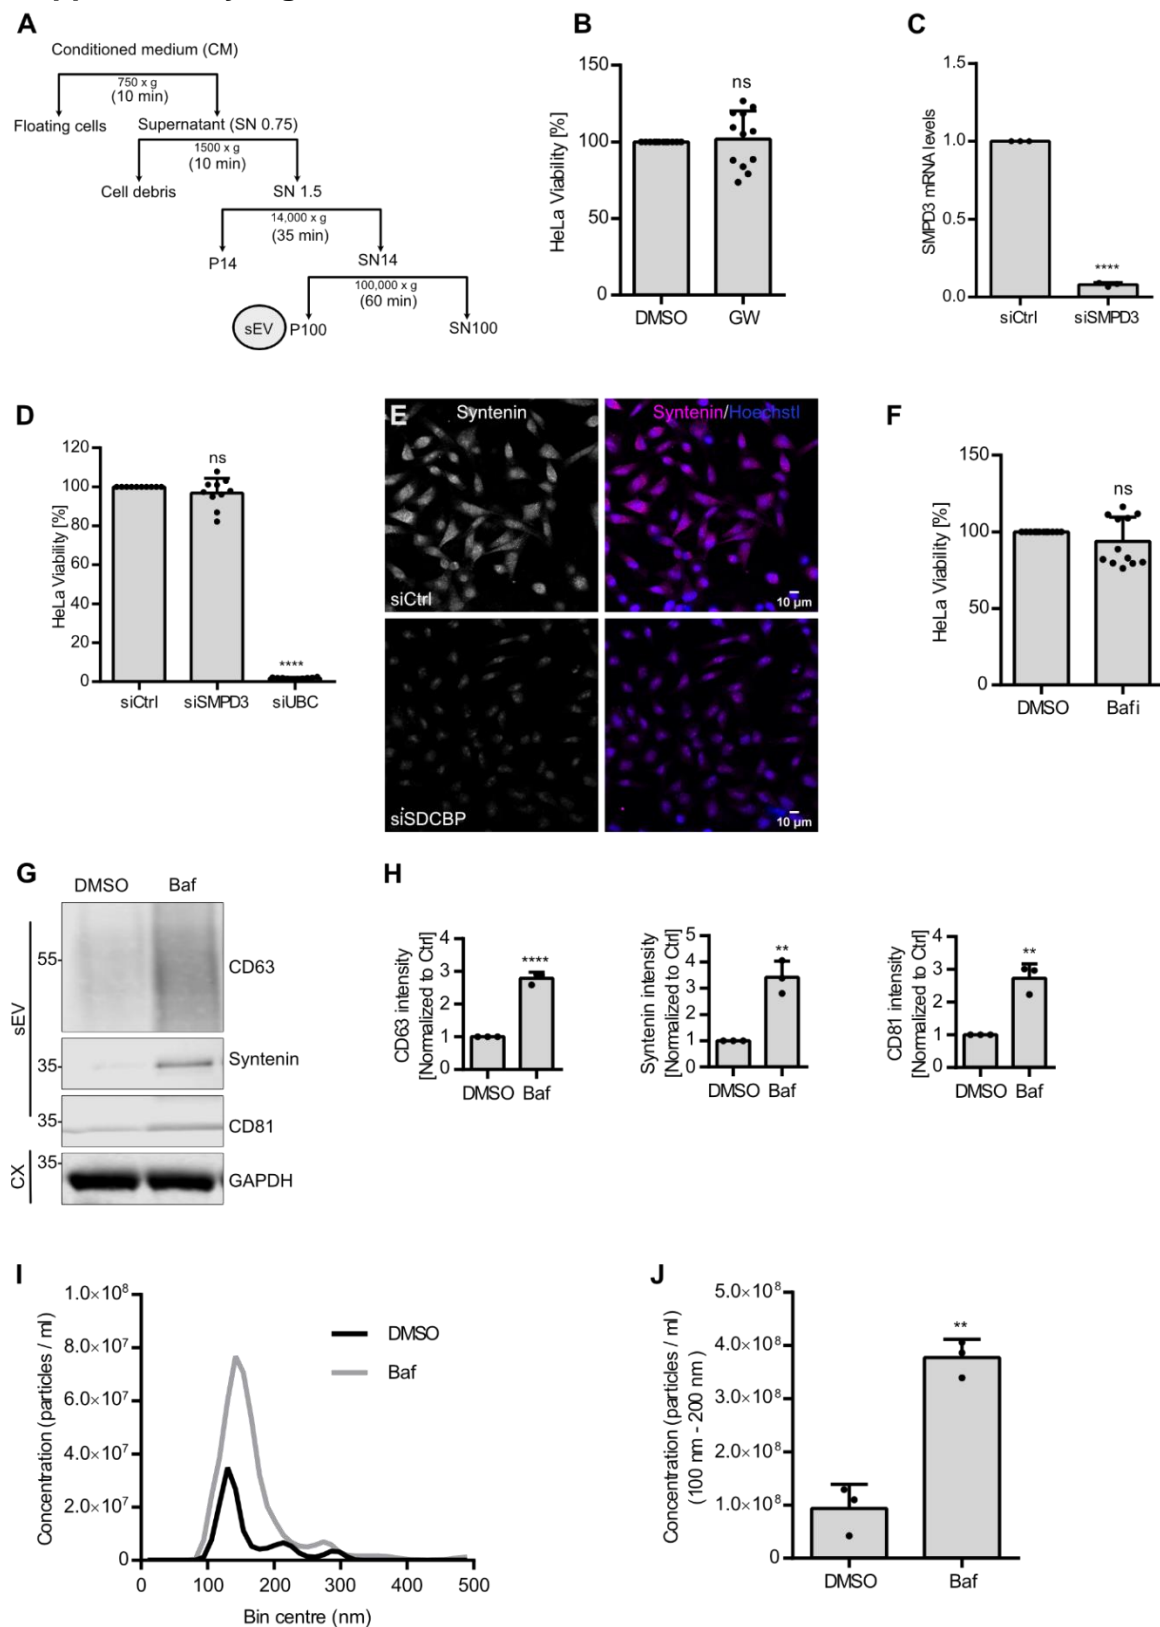 A
Conditioned medium (CM)
750 x g
(10 min)
Floating cells
Supernatant (SN 0.75)
1500 x g
(10 min)
Cell debris
SN 1.5
14,000 x g
(35 min)
P14
SN14
100,000 x g
(60 min)
sEV
P100
SN100
B
HeLa Viability [%]
150
100
50
0
ns
DMSO
GW
C
SMPD3 mRNA levels
1.5
1.0
0.5
0.0
****
siCtrl
siSMPD3
D
HeLa Viability [%]
120
100
80
60
40
20
0
ns
****
siCtrl
siSMPD3
siUBC
E
Syntenin
Syntenin/HoechstI
siCtrl
10 µm
siSDCBP
10 µm
F
HeLa Viability [%]
150
100
50
0
ns
DMSO
Bafi
G
DMSO
Baf
sEV
55-
CD63
35-
Syntenin
35-
CD81
CX
35-
GAPDH
H
CD63 intensity
[Normalized to Ctrl]
4
3
2
1
0
****
DMSO Baf
Syntenin intensity
[Normalized to Ctrl]
5
4
3
2
1
0
**
DMSO Baf
CD81 intensity
[Normalized to Ctrl]
4
3
2
1
0
**
DMSO Baf
I
Concentration (particles / ml)
1.0×10⁸
8.0×10⁷
6.0×10⁷
4.0×10⁷
2.0×10⁷
0
DMSO
Baf
0 100 200 300 400 500
Bin centre (nm)
J
Concentration (particles / ml)
(100 nm - 200 nm )
5.0×10⁸
4.0×10⁸
3.0×10⁸
2.0×10⁸
1.0×10⁸
0
**
DMSO
Baf